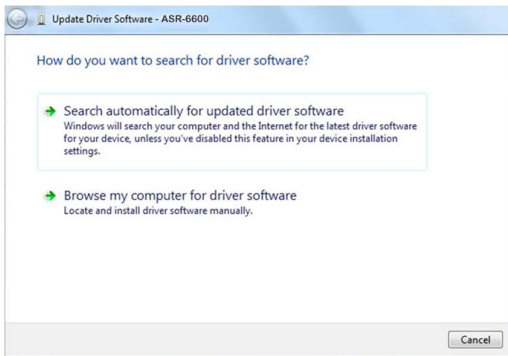 Update Driver Software - ASR-6600
How do you want to search for driver software?
Search automatically for updated driver software
Windows will search your computer and the Internet for the latest driver software
for your device, unless you've disabled this feature in your device installation
settings.
Browse my computer for driver software
Locate and install driver software manually.
Cancel